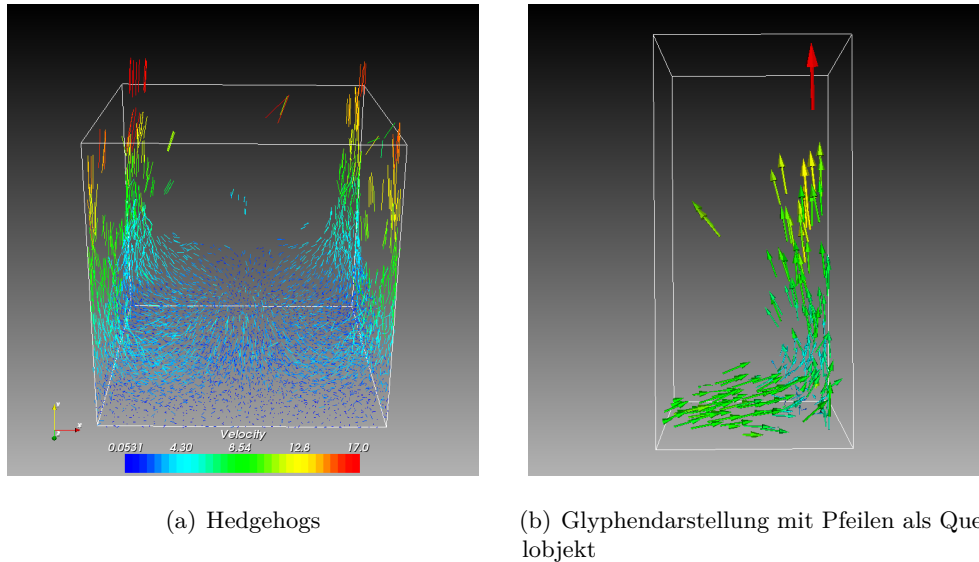 Velocity
0.0531 4.30 8.54 12.8 17.0
(a) Hedgehogs
(b) Glyphendarstellung mit Pfeilen als Que
lobjekt